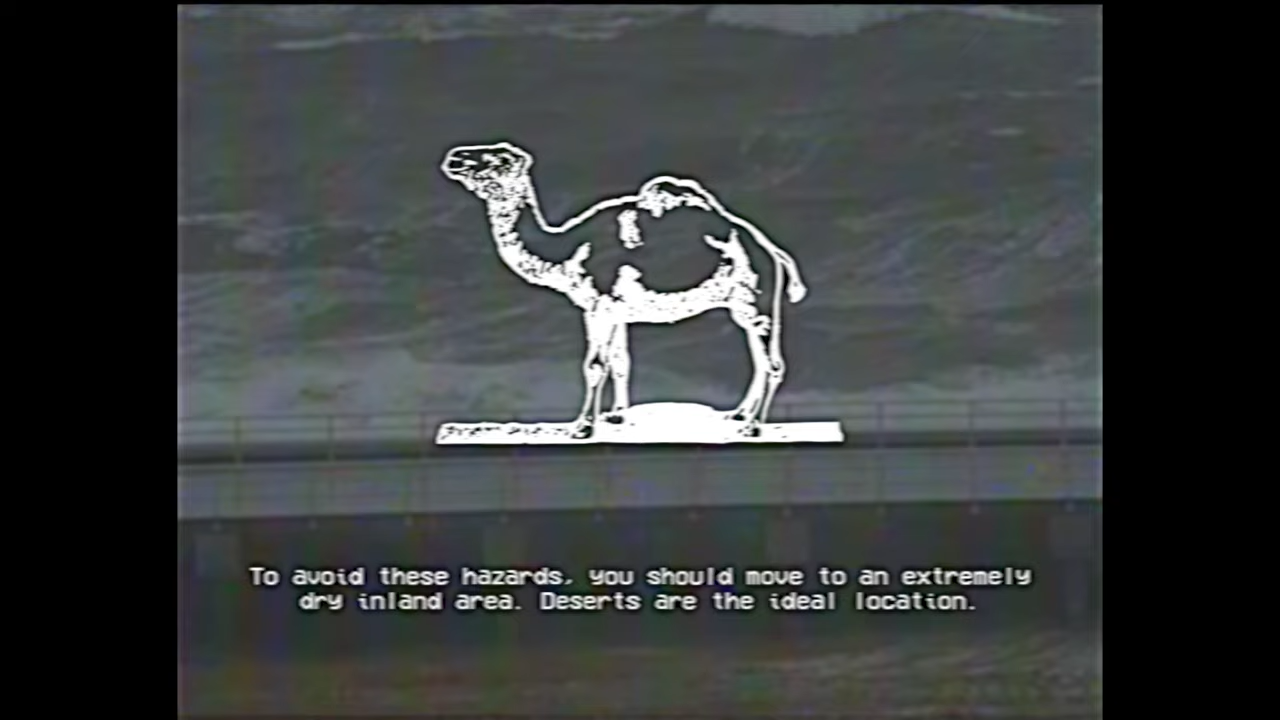 To avoid these hazards, you should move to an extremely
dry inland area. Deserts are the ideal location.